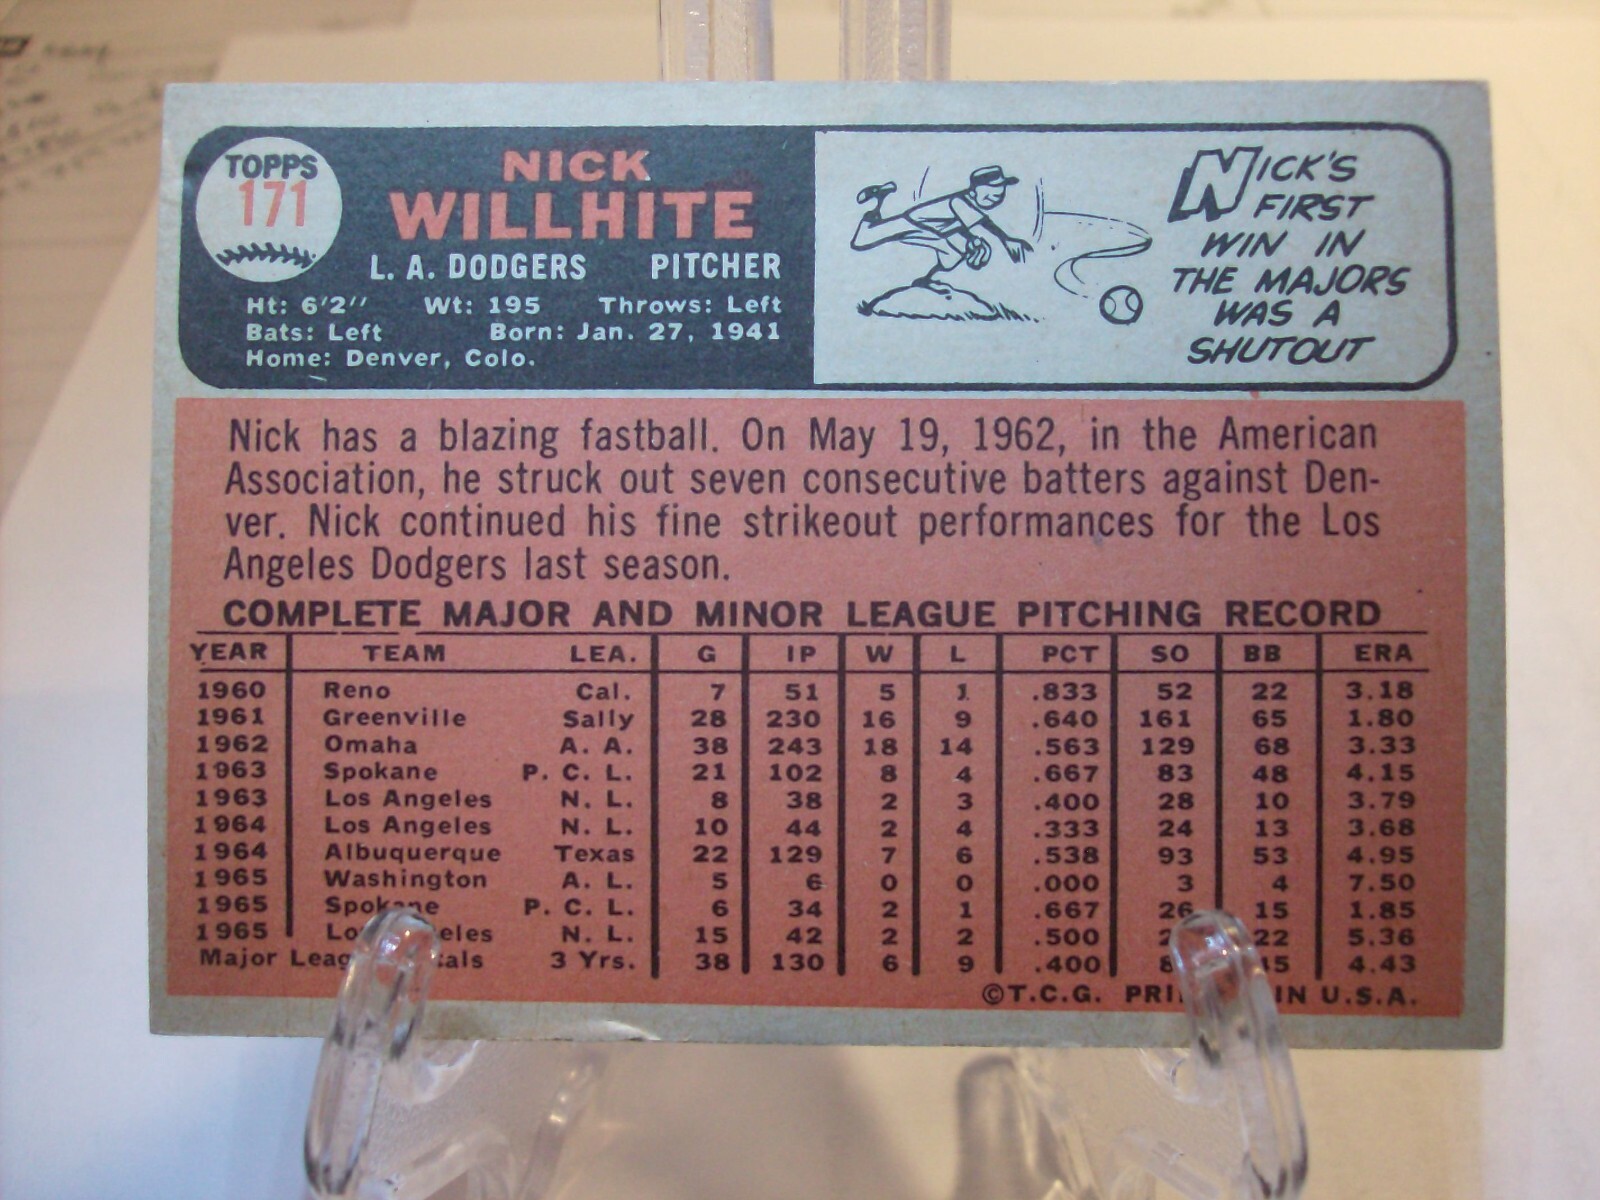 TOPPS
171
NICK
WILLHITE
L. A. DODGERS PITCHER
Ht: 6'2" Wt: 195 Throws: Left
Bats: Left Born: Jan. 27, 1941
Home: Denver, Colo.
NICK'S
FIRST
WIN IN
THE MAJORS
WAS A
SHUTOUT
Nick has a blazing fastball. On May 19, 1962, in the American
Association, he struck out seven consecutive batters against Den-
ver. Nick continued his fine strikeout performances for the Los
Angeles Dodgers last season.
COMPLETE MAJOR AND MINOR LEAGUE PITCHING RECORD
YEAR TEAM LEA. G IP W L PCT SO BB ERA
1960 Reno Cal. 7 51 5 1 .833 52 22 3.18
1961 Greenville Sally 28 230 16 9 .640 161 65 1.80
1962 Omaha A. A. 38 243 18 14 .563 129 68 3.33
1963 Spokane P. C. L. 21 102 8 4 .667 83 48 4.15
1963 Los Angeles N. L. 8 38 2 3 .400 28 10 3.79
1964 Los Angeles N. L. 10 44 2 4 .333 24 13 3.68
1964 Albuquerque Texas 22 129 7 6 .538 93 53 4.95
1965 Washington A. L. 5 6 0 0 .000 3 4 7.50
1965 Spokane P. C. L. 6 34 2 1 .667 26 15 1.85
1965 Los Angeles N. L. 15 42 2 2 .500 22 5.36
Major League Totals 3 Yrs. 38 130 6 9 .400 4.43
©T.C.G. PRINTED IN U.S.A.